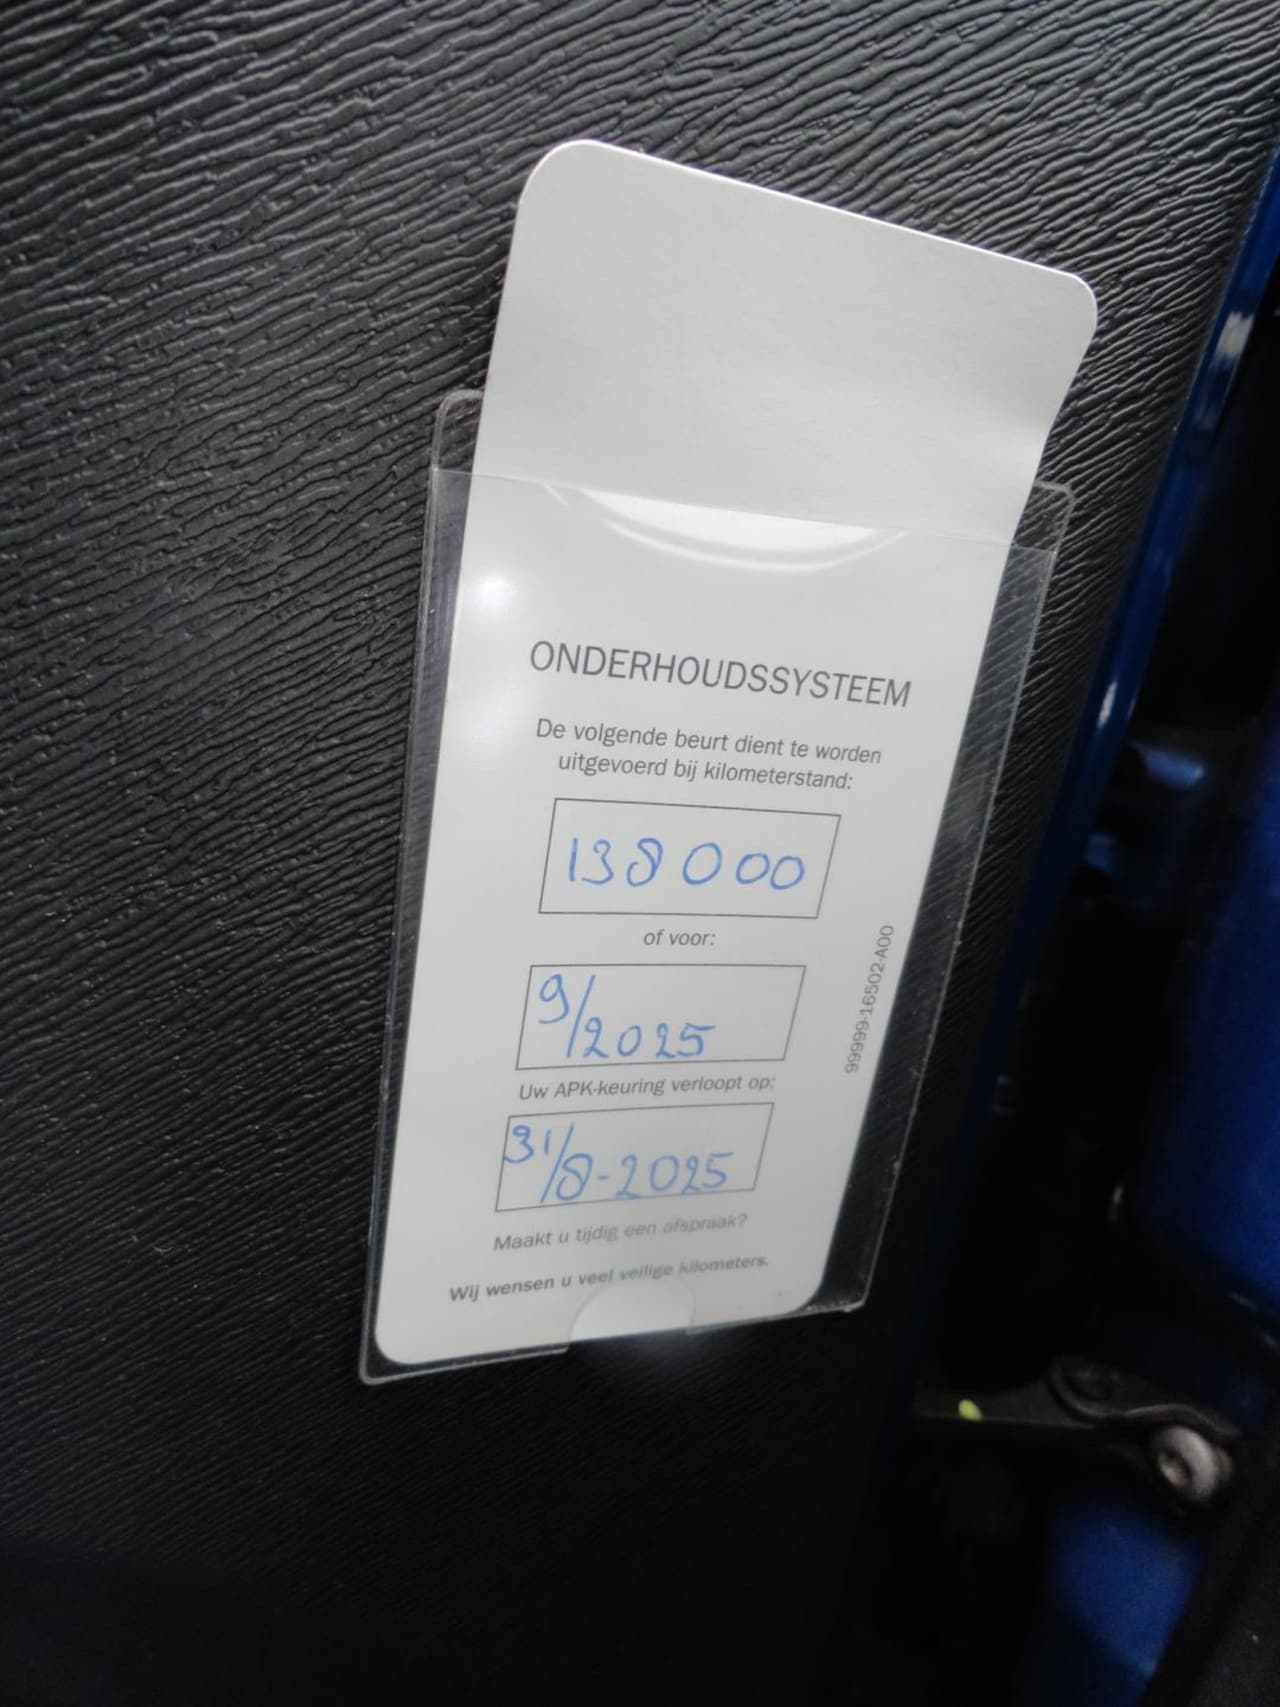 ONDERHOUDSSYSTEEM
De volgende beurt dient te worden
uitgevoerd bij kilometerstand:
138000
of voor:
9/2025
Uw APK-keuring verloopt op:
31/8-2025
Maakt u tijdig een afspraak?
Wij wensen u veel veilige kilometers.
99999-16502-A00